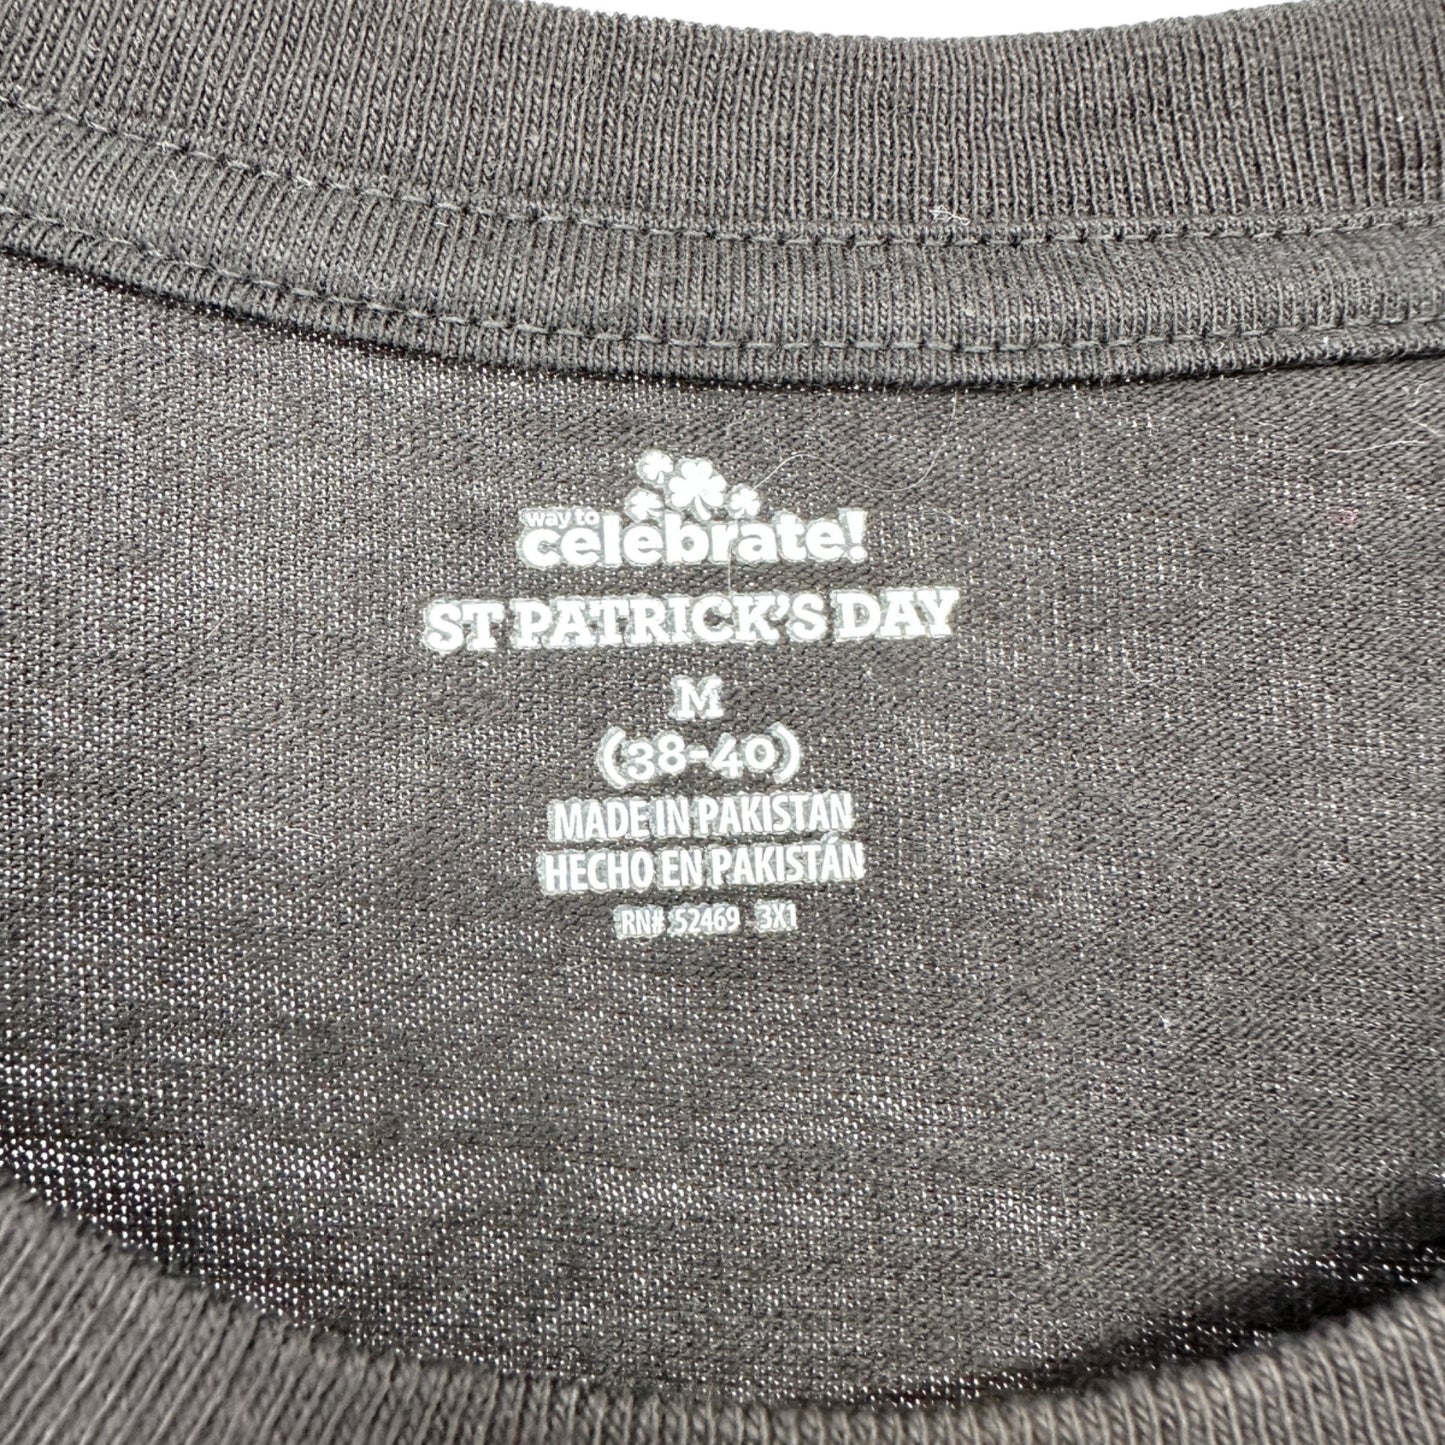 way to
celebrate!
ST PATRICK'S DAY
M
(38-40)
MADE IN PAKISTAN
HECHO EN PAKISTÁN
RN# 52469 3X1